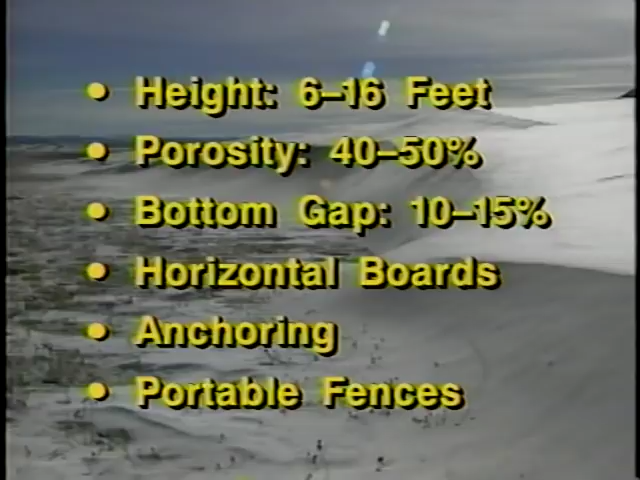 • Height: 6–16 Feet
• Porosity: 40–50%
• Bottom Gap: 10–15%
• Horizontal Boards
• Anchoring
• Portable Fences